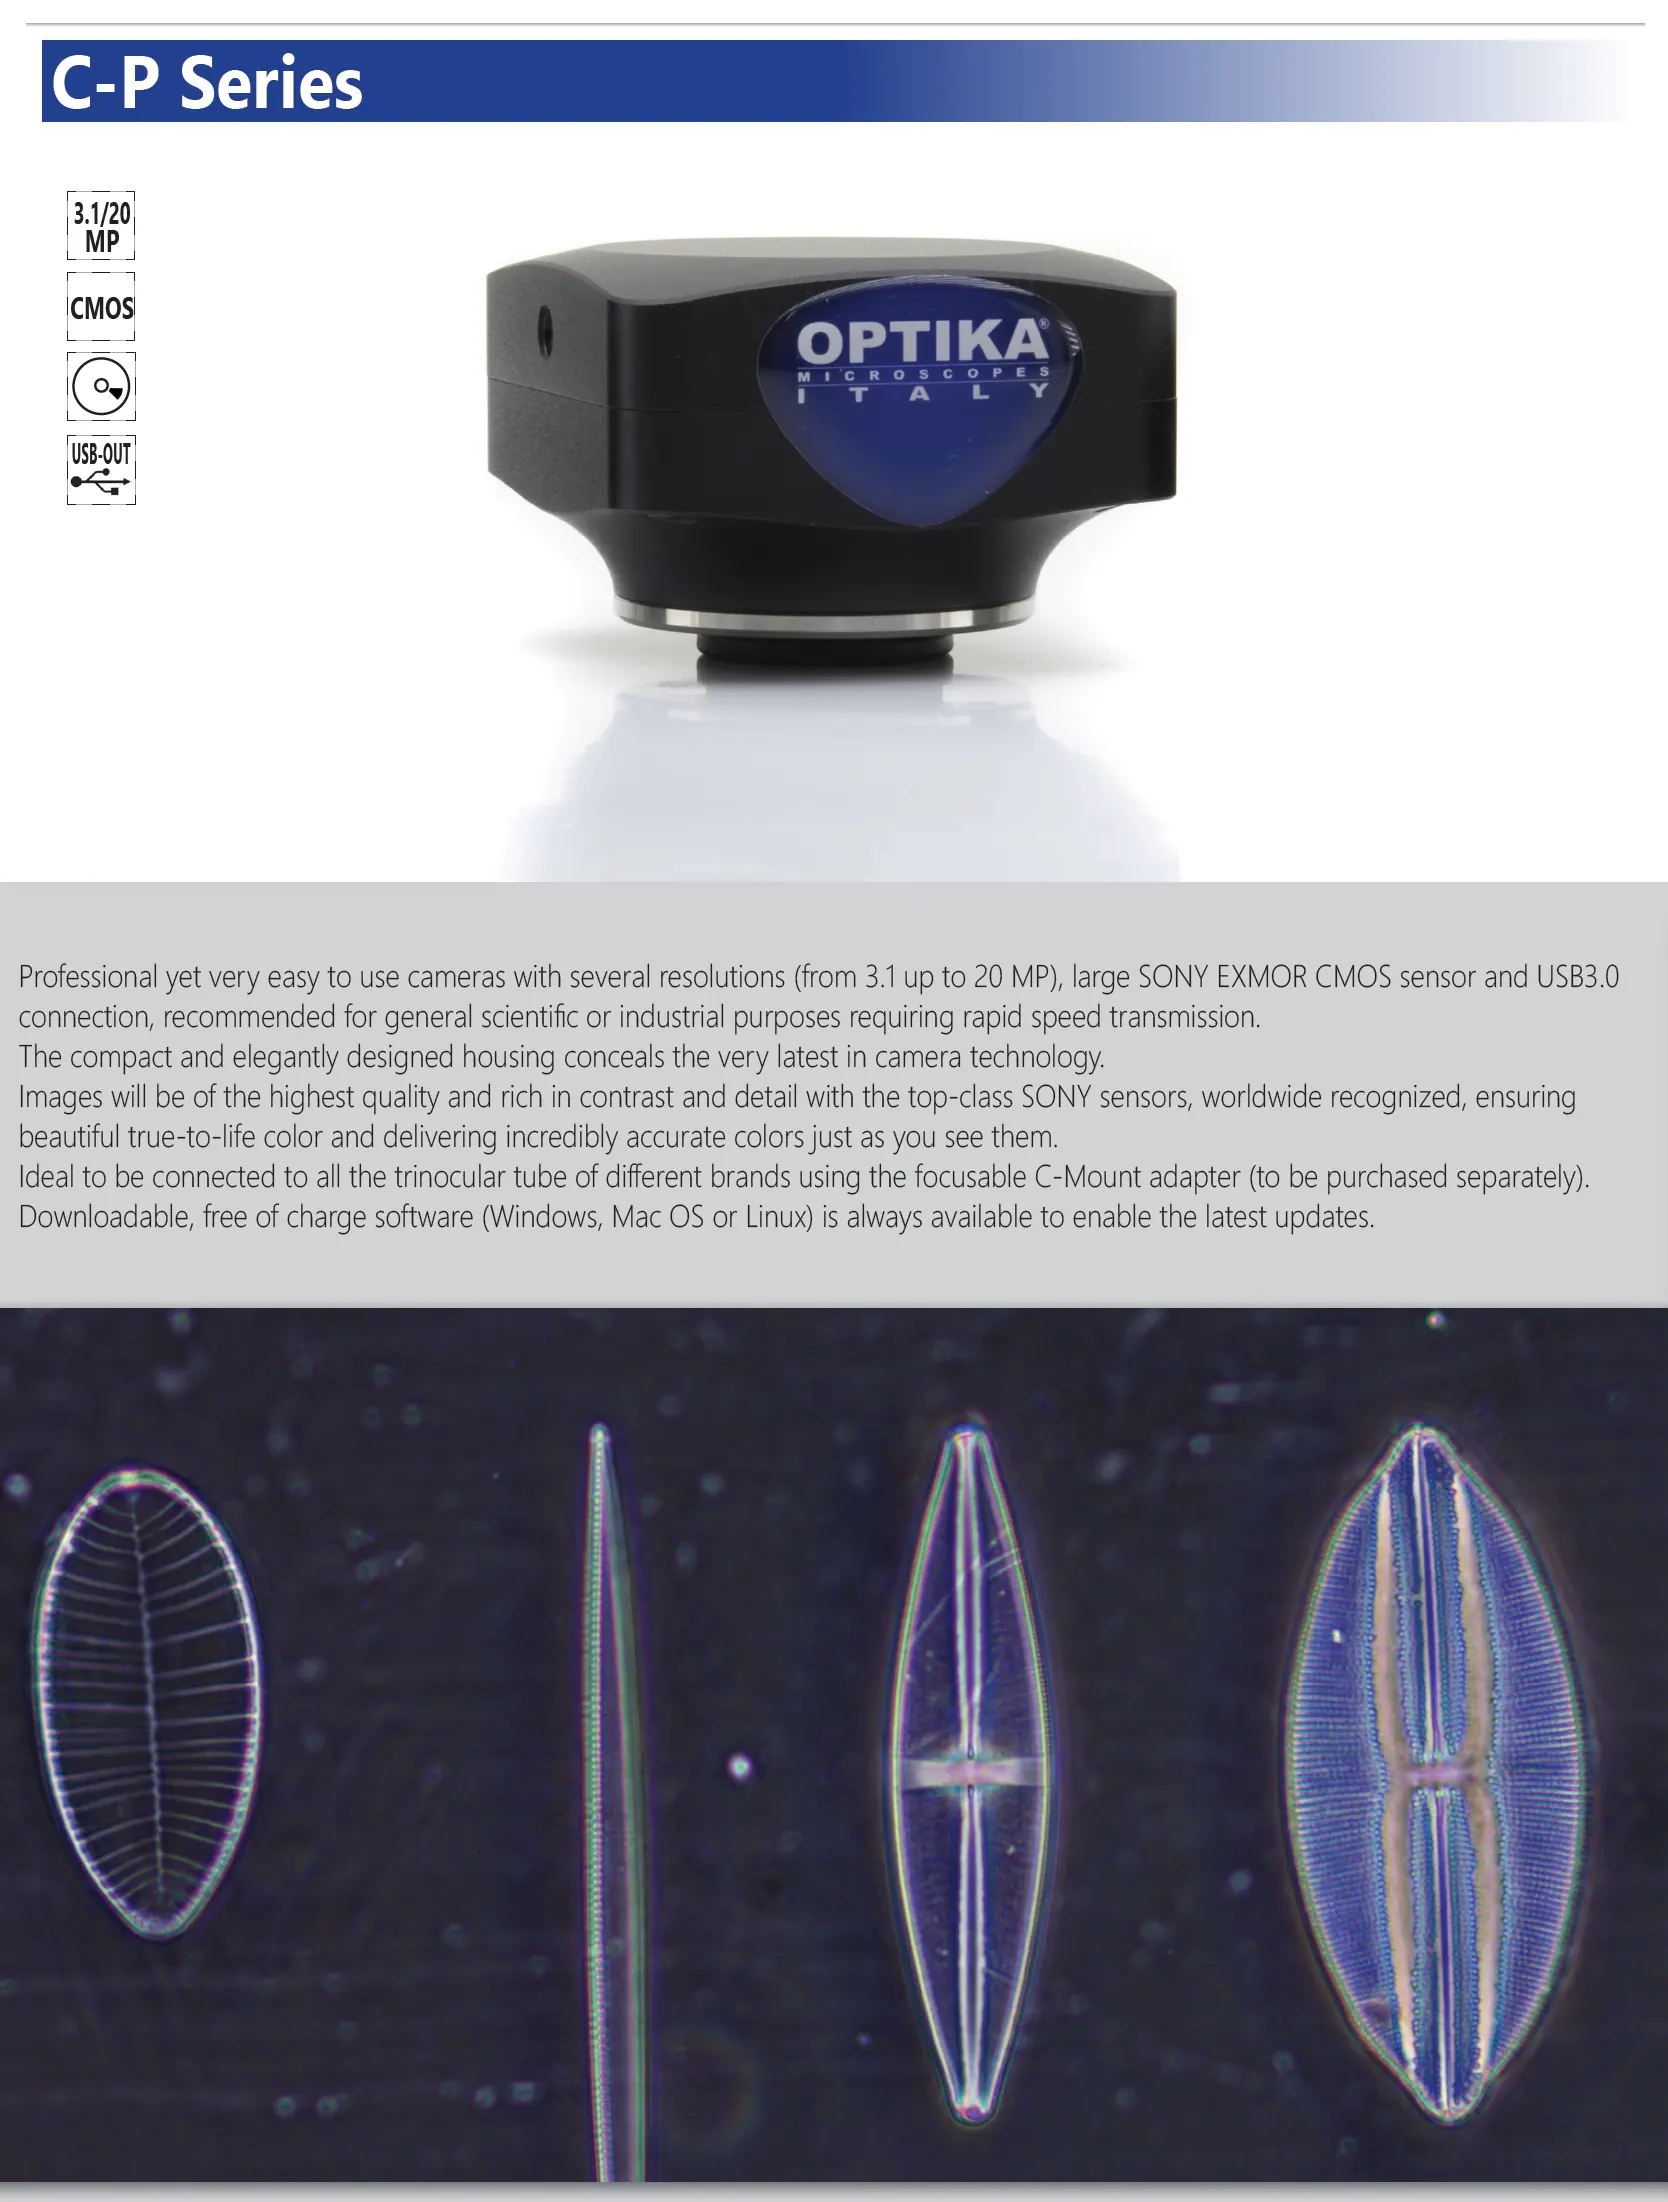 C-P Series
3.1/20
MP
CMOS
USB-OUT
OPTIKA®
MICROSCOPES
ITALY
Professional yet very easy to use cameras with several resolutions (from 3.1 up to 20 MP), large SONY EXMOR CMOS sensor and USB3.0
connection, recommended for general scientific or industrial purposes requiring rapid speed transmission.
The compact and elegantly designed housing conceals the very latest in camera technology.
Images will be of the highest quality and rich in contrast and detail with the top-class SONY sensors, worldwide recognized, ensuring
beautiful true-to-life color and delivering incredibly accurate colors just as you see them.
Ideal to be connected to all the trinocular tube of different brands using the focusable C-Mount adapter (to be purchased separately).
Downloadable, free of charge software (Windows, Mac OS or Linux) is always available to enable the latest updates.